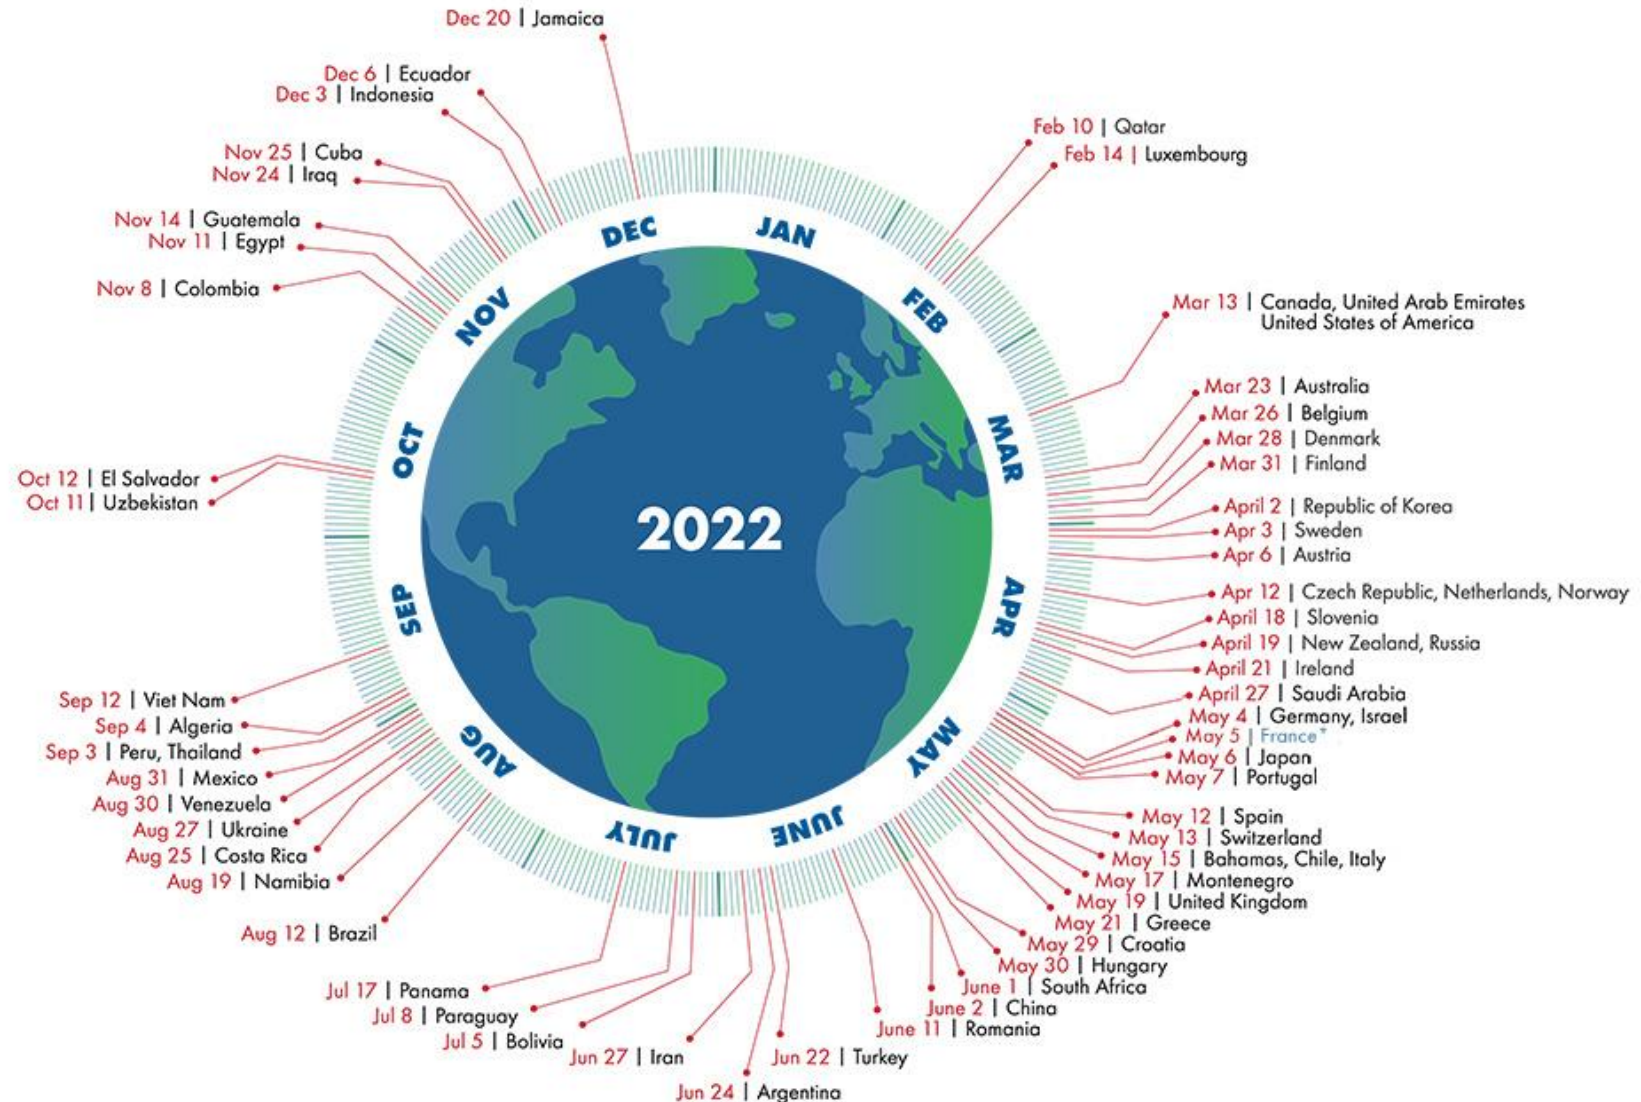 Dec 20 | Jamaica
Dec 6 | Ecuador
Dec 3 | Indonesia
Nov 25 | Cuba
Nov 24 | Iraq
Nov 14 | Guatemala
Nov 11 | Egypt
Nov 8 | Colombia
Oct 12 | El Salvador
Oct 11 | Uzbekistan
Sep 12 | Viet Nam
Sep 4 | Algeria
Sep 3 | Peru, Thailand
Aug 31 | Mexico
Aug 30 | Venezuela
Aug 27 | Ukraine
Aug 25 | Costa Rica
Aug 19 | Namibia
Aug 12 | Brazil
Jul 17 | Panama
Jul 8 | Paraguay
Jul 5 | Bolivia
Jun 27 | Iran
Jun 24 | Argentina
Jun 22 | Turkey
June 11 | Romania
June 2 | China
June 1 | South Africa
May 30 | Hungary
May 29 | Croatia
May 21 | Greece
May 19 | United Kingdom
May 17 | Montenegro
May 15 | Bahamas, Chile, Italy
May 13 | Switzerland
May 12 | Spain
May 7 | Portugal
May 6 | Japan
May 5 | France*
May 4 | Germany, Israel
April 27 | Saudi Arabia
April 21 | Ireland
April 19 | New Zealand, Russia
April 18 | Slovenia
Apr 12 | Czech Republic, Netherlands, Norway
Apr 6 | Austria
Apr 3 | Sweden
April 2 | Republic of Korea
Mar 31 | Finland
Mar 28 | Denmark
Mar 26 | Belgium
Mar 23 | Australia
Mar 13 | Canada, United Arab Emirates
United States of America
Feb 14 | Luxembourg
Feb 10 | Qatar
JAN
FEB
MAR
APR
MAY
JUNE
JULY
AUG
SEP
OCT
NOV
DEC
2022